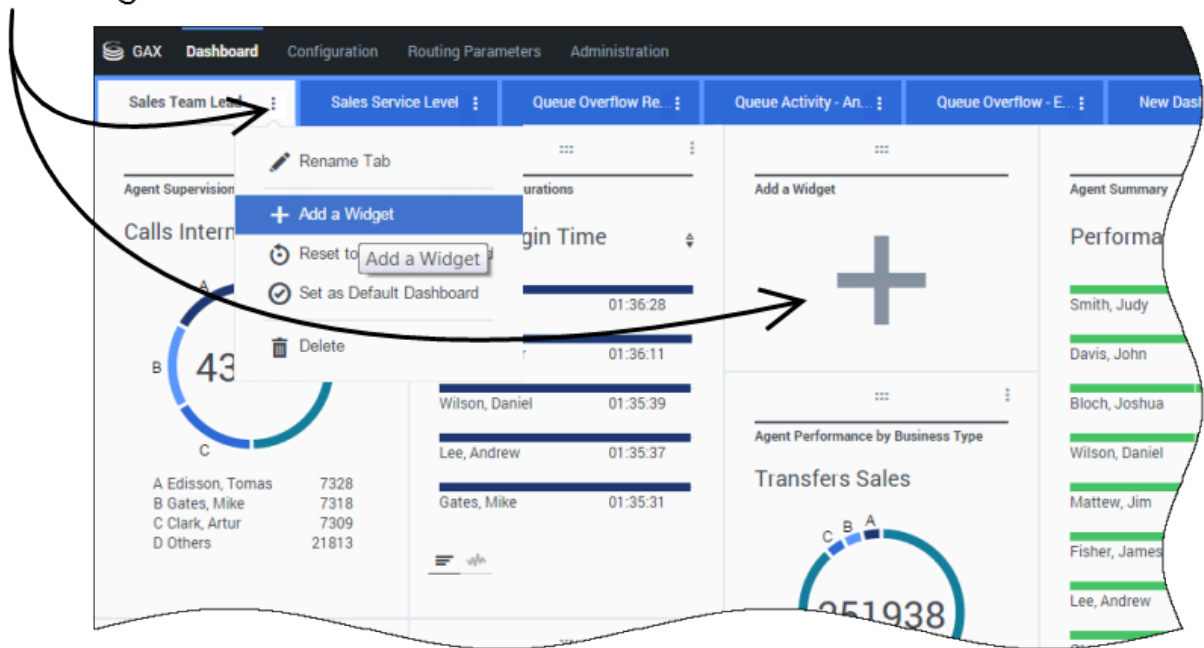 GAX Dashboard Configuration Routing Parameters Administration
Sales Team Lead Sales Service Level Queue Overflow Re... Queue Activity - An... Queue Overflow - E... New Das
Rename Tab
Add a Widget
Reset to
Add a Widget
Set as Default Dashboard
Delete
Agent Supervision
Calls Intern
A
B
43
C
A Edisson, Tomas 7328
B Gates, Mike 7318
C Clark, Artur 7309
D Others 21813
urations
gin Time
01:36:28
01:36:11
Wilson, Daniel 01:35:39
Lee, Andrew 01:35:37
Gates, Mike 01:35:31
Add a Widget
Agent Performance by Business Type
Transfers Sales
C B A
251938
Agent Summary
Performa
Smith, Judy
Davis, John
Bloch, Joshua
Wilson, Daniel
Mattew, Jim
Fisher, James
Lee, Andrew